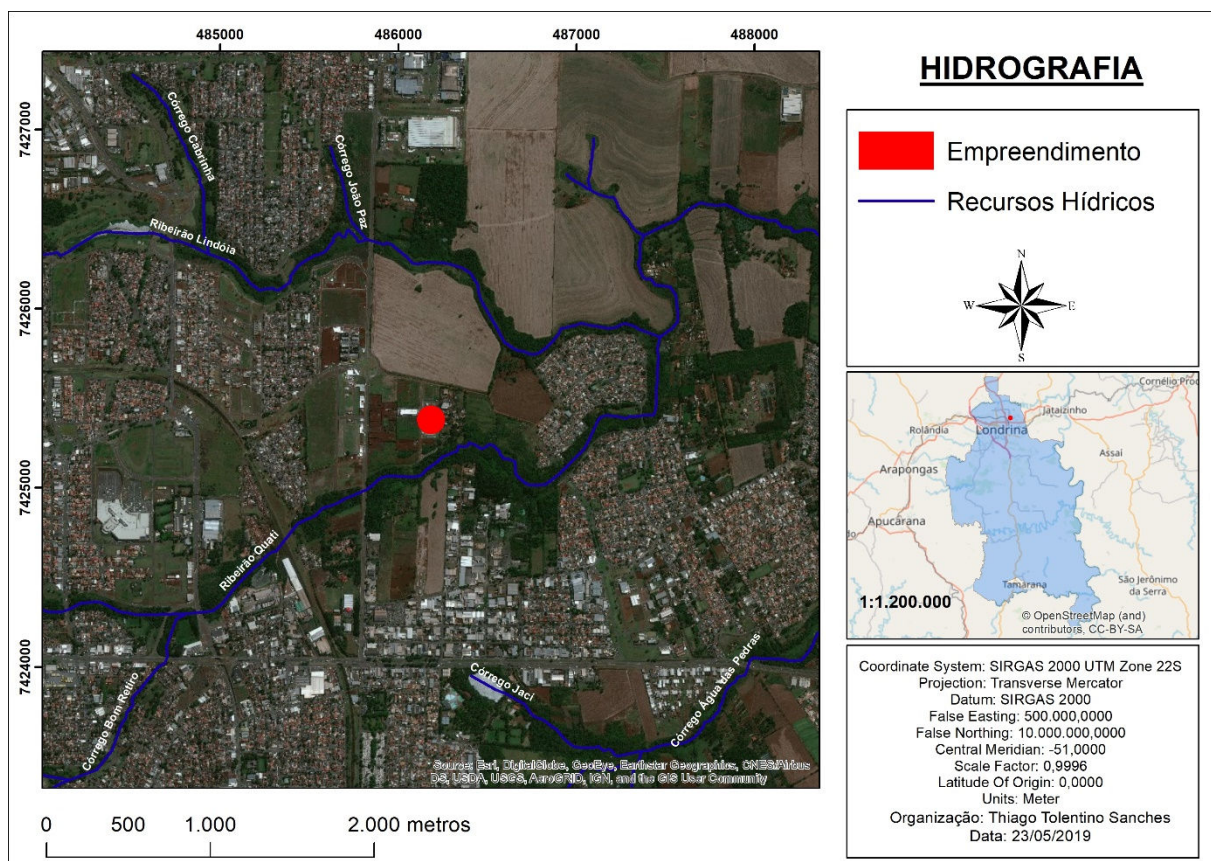 485000
486000
487000
488000
7427000
7426000
7425000
7424000
Córrego Cabrinha
Córrego João Paz
Ribeirão Lindóia
Ribeirão Quati
Córrego Bom Retiro
Córrego Jaci
Córrego Água das Pedras
Source: Esri, DigitalGlobe, GeoEye, Earthstar Geographics, CNES/Airbus
DS, USDA, USGS, AeroGRID, IGN, and the GIS User Community
0 500 1.000 2.000 metros
HIDROGRAFIA
Empreendimento
Recursos Hídricos
N
W E
S
Cornélio Proc
Jataizinho
Rolândia
Londrina
Assaí
Arapongas
Apucarana
Tamarana
São Jerônimo
da Serra
1:1.200.000
© OpenStreetMap (and)
contributors, CC-BY-SA
Coordinate System: SIRGAS 2000 UTM Zone 22S
Projection: Transverse Mercator
Datum: SIRGAS 2000
False Easting: 500.000,0000
False Northing: 10.000.000,0000
Central Meridian: -51,0000
Scale Factor: 0,9996
Latitude Of Origin: 0,0000
Units: Meter
Organização: Thiago Tolentino Sanches
Data: 23/05/2019